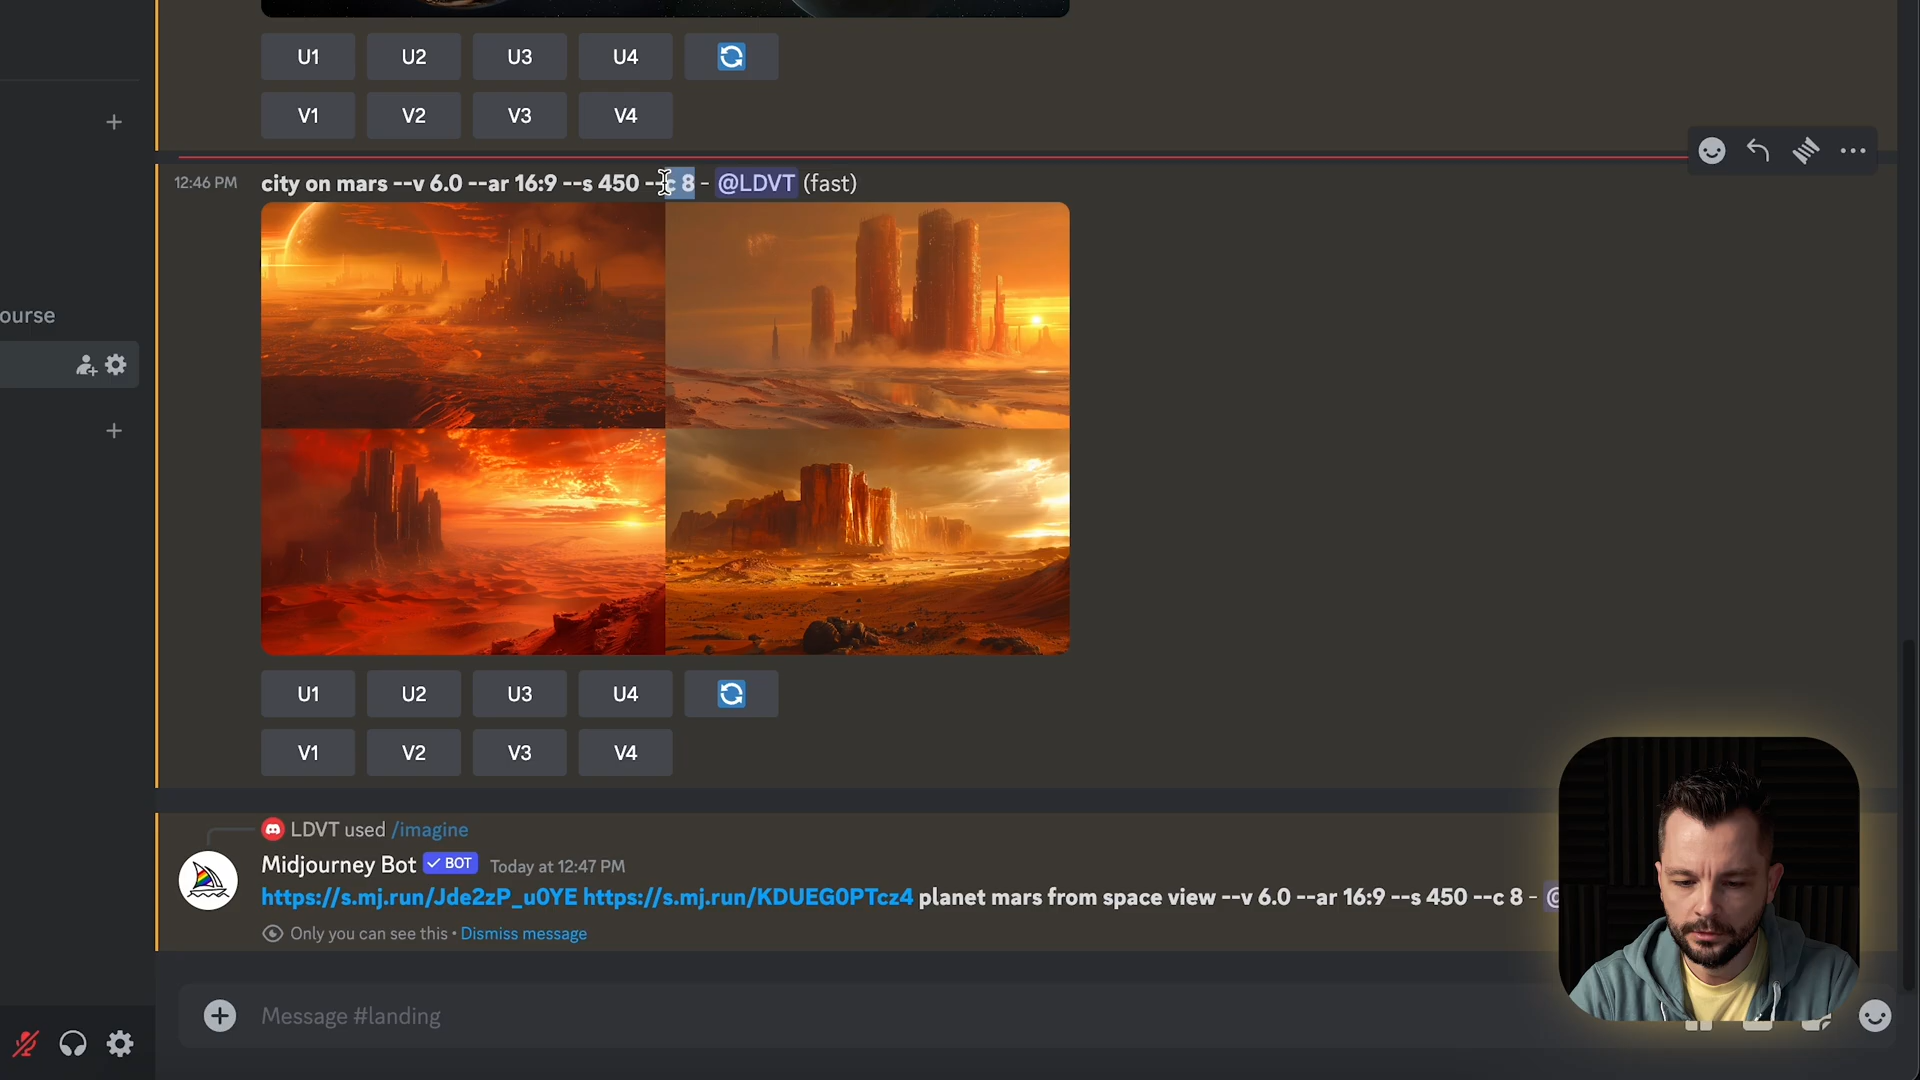 U1 U2 U3 U4
V1 V2 V3 V4
12:46 PM city on mars --v 6.0 --ar 16:9 --s 450 --c 8 - @LDVT (fast)
ourse
U1 U2 U3 U4
V1 V2 V3 V4
LDVT used /imagine
Midjourney Bot ✓ BOT Today at 12:47 PM
https://s.mj.run/Jde2zP_u0YE https://s.mj.run/KDUEG0PTcz4 planet mars from space view --v 6.0 --ar 16:9 --s 450 --c 8 - @
Only you can see this • Dismiss message
Message #landing